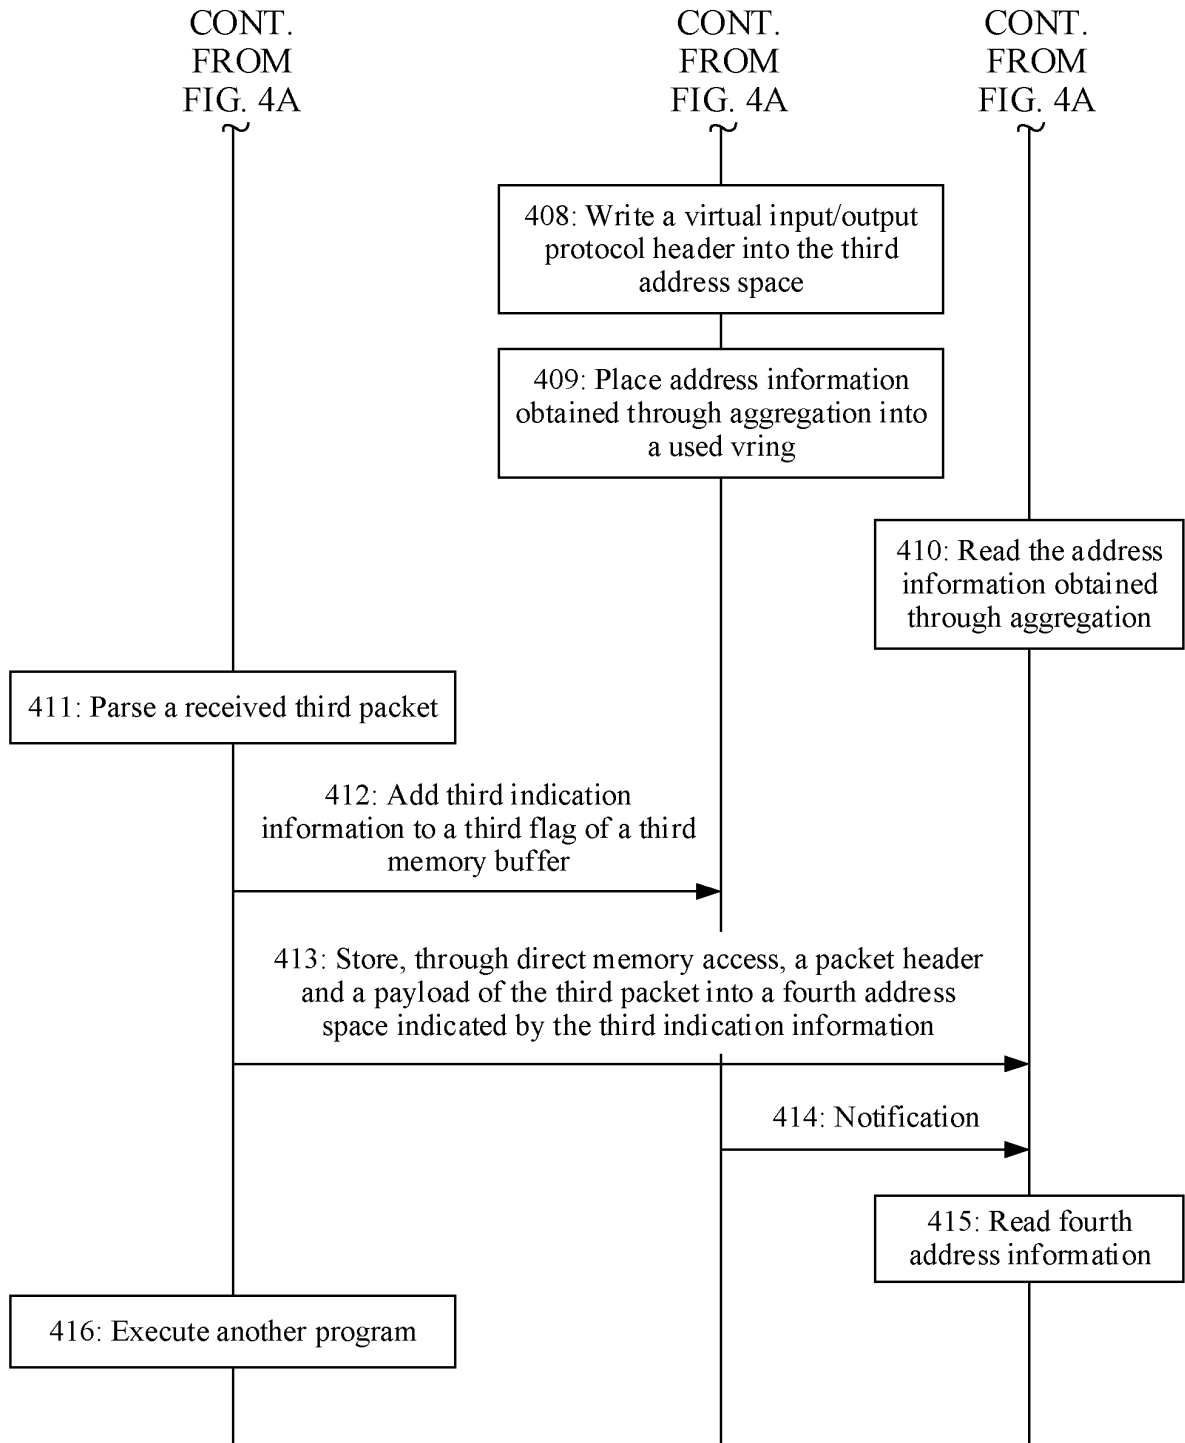 CONT.
FROM
FIG. 4A
CONT.
FROM
FIG. 4A
CONT.
FROM
FIG. 4A
408: Write a virtual input/output
protocol header into the third
address space
409: Place address information
obtained through aggregation into
a used vring
410: Read the address
information obtained
through aggregation
411: Parse a received third packet
412: Add third indication
information to a third flag of a third
memory buffer
413: Store, through direct memory access, a packet header
and a payload of the third packet into a fourth address
space indicated by the third indication information
414: Notification
415: Read fourth
address information
416: Execute another program